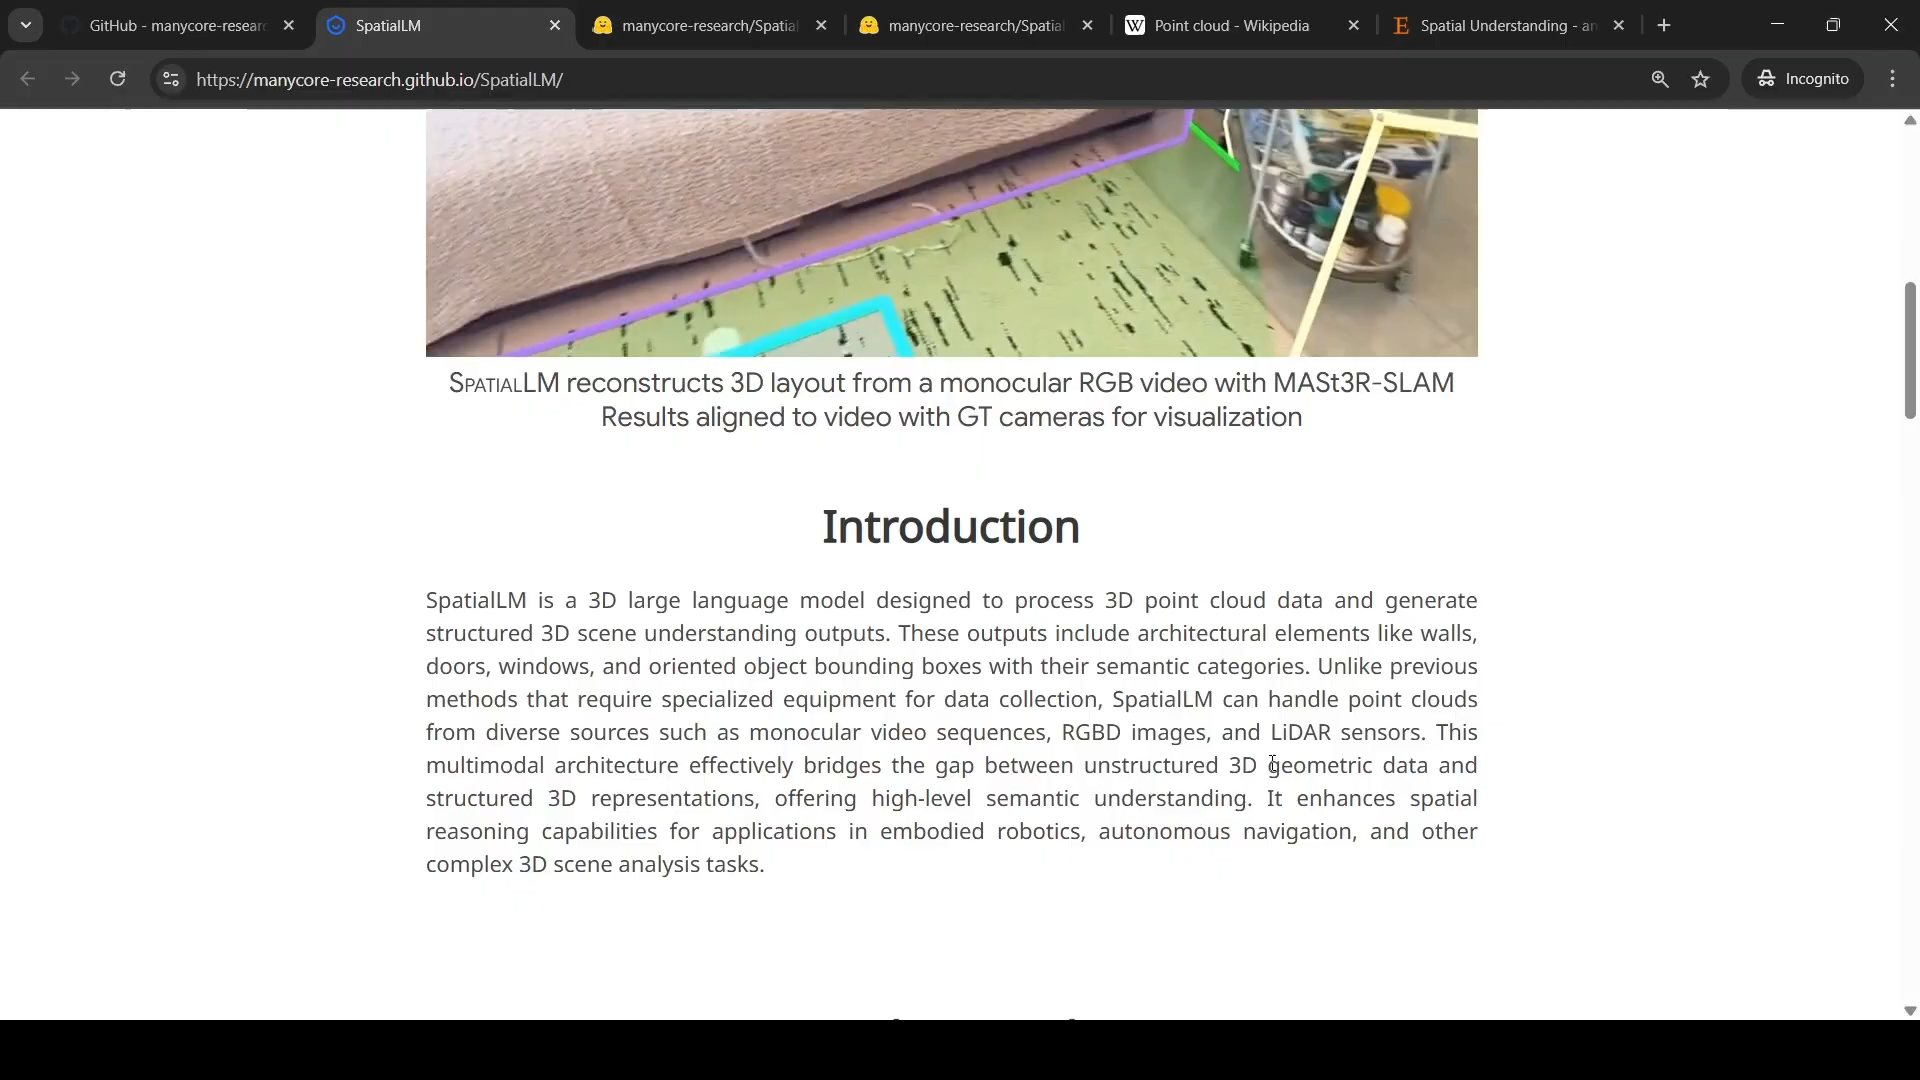 GitHub - manycore-resear
SpatialLM
manycore-research/Spatial
manycore-research/Spatia
W
Point cloud - Wikipedia
E
Spatial Understanding - an
https://manycore-research.github.io/SpatialLM/
Incognito
SPATIALLM reconstructs 3D layout from a monocular RGB video with MASt3R-SLAM
Results aligned to video with GT cameras for visualization
Introduction
SpatialLM is a 3D large language model designed to process 3D point cloud data and generate
structured 3D scene understanding outputs. These outputs include architectural elements like walls,
doors, windows, and oriented object bounding boxes with their semantic categories. Unlike previous
methods that require specialized equipment for data collection, SpatialLM can handle point clouds
from diverse sources such as monocular video sequences, RGBD images, and LiDAR sensors. This
multimodal architecture effectively bridges the gap between unstructured 3D geometric data and
structured 3D representations, offering high-level semantic understanding. It enhances spatial
reasoning capabilities for applications in embodied robotics, autonomous navigation, and other
complex 3D scene analysis tasks.